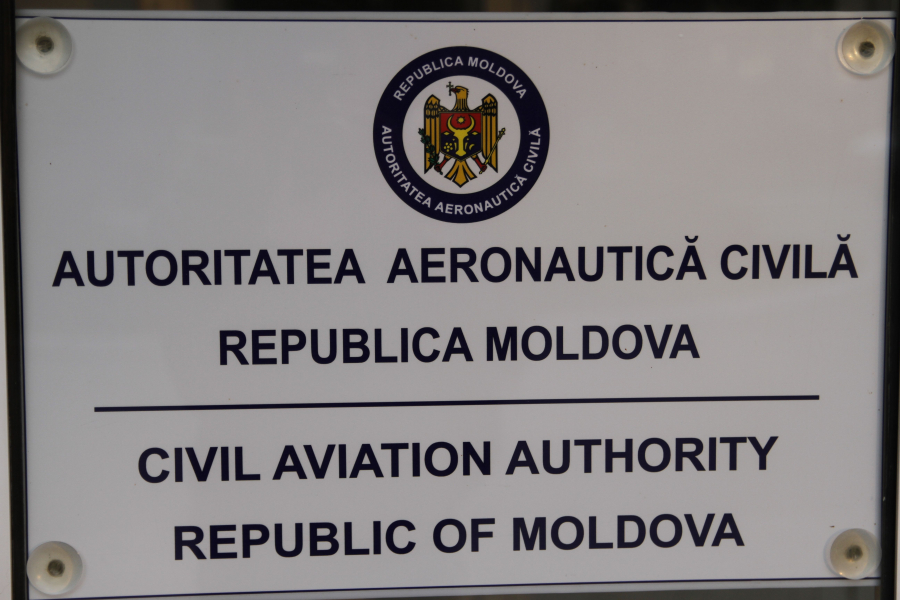 REPUBLICA MOLDOVA
AUTORITATEA AERONAUTICĂ CIVILĂ
AUTORITATEA AERONAUTICĂ CIVILĂ
REPUBLICA MOLDOVA
CIVIL AVIATION AUTHORITY
REPUBLIC OF MOLDOVA